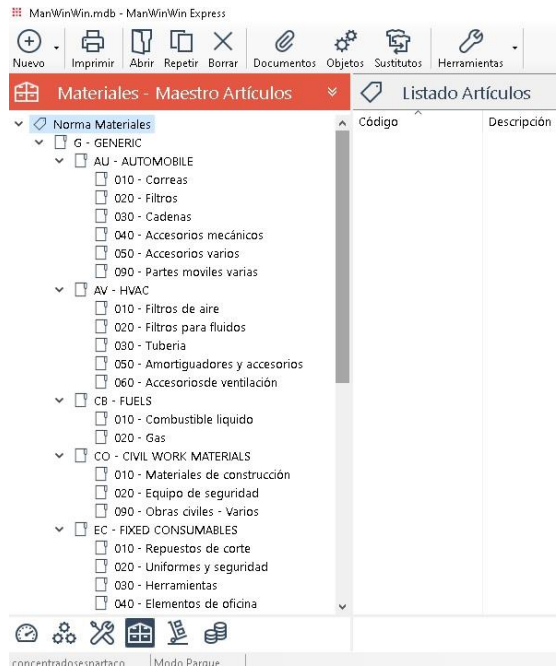 ManWinWin.mdb - ManWinWin Express
Nuevo Imprimir Abrir Repetir Borrar Documentos Objetos Sustitutos Herramientas
Materiales - Maestro Artículos
Listado Artículos
Código Descripción
Norma Materiales
G - GENERIC
AU - AUTOMOBILE
010 - Correas
020 - Filtros
030 - Cadenas
040 - Accesorios mecánicos
050 - Accesorios varios
090 - Partes moviles varias
AV - HVAC
010 - Filtros de aire
020 - Filtros para fluidos
030 - Tuberia
050 - Amortiguadores y accesorios
060 - Accesoriosde ventilación
CB - FUELS
010 - Combustible liquido
020 - Gas
CO - CIVIL WORK MATERIALS
010 - Materiales de construcción
020 - Equipo de seguridad
090 - Obras civiles - Varios
EC - FIXED CONSUMABLES
010 - Repuestos de corte
020 - Uniformes y seguridad
030 - Herramientas
040 - Elementos de oficina
concentradosespartaco Modo Parque